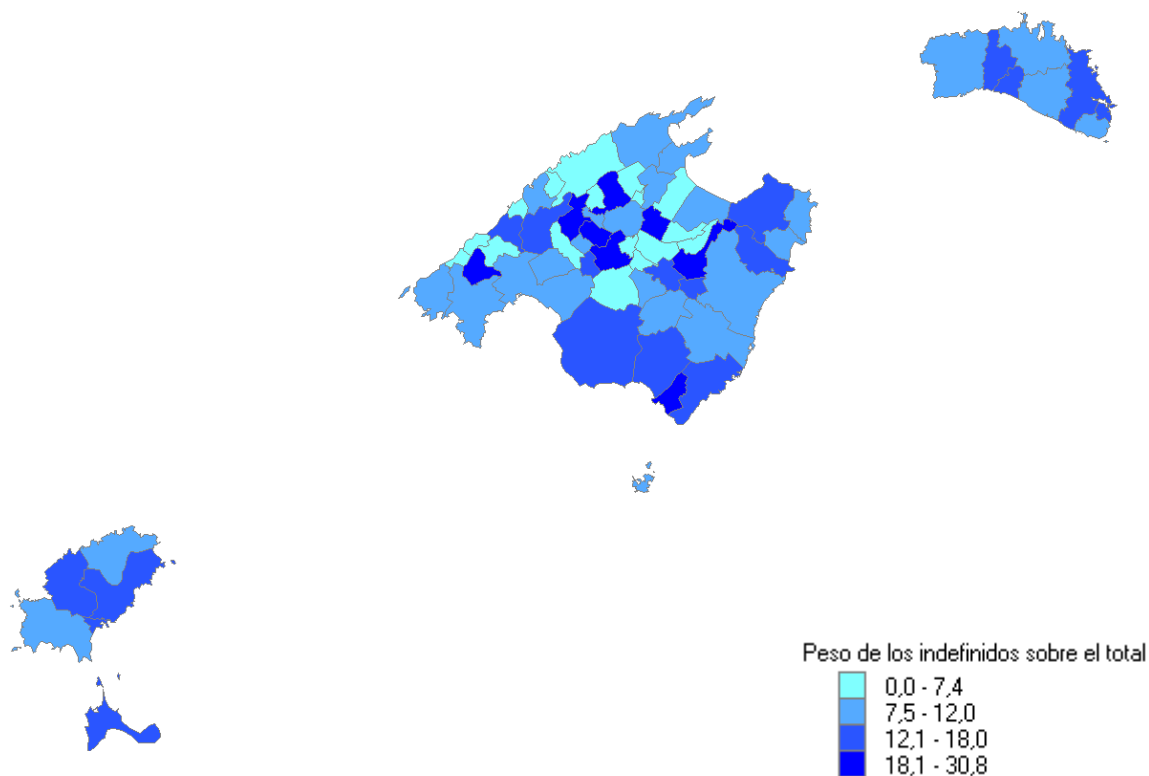 Peso de los indefinidos sobre el total
0,0 - 7,4
7,5 - 12,0
12,1 - 18,0
18,1 - 30,8